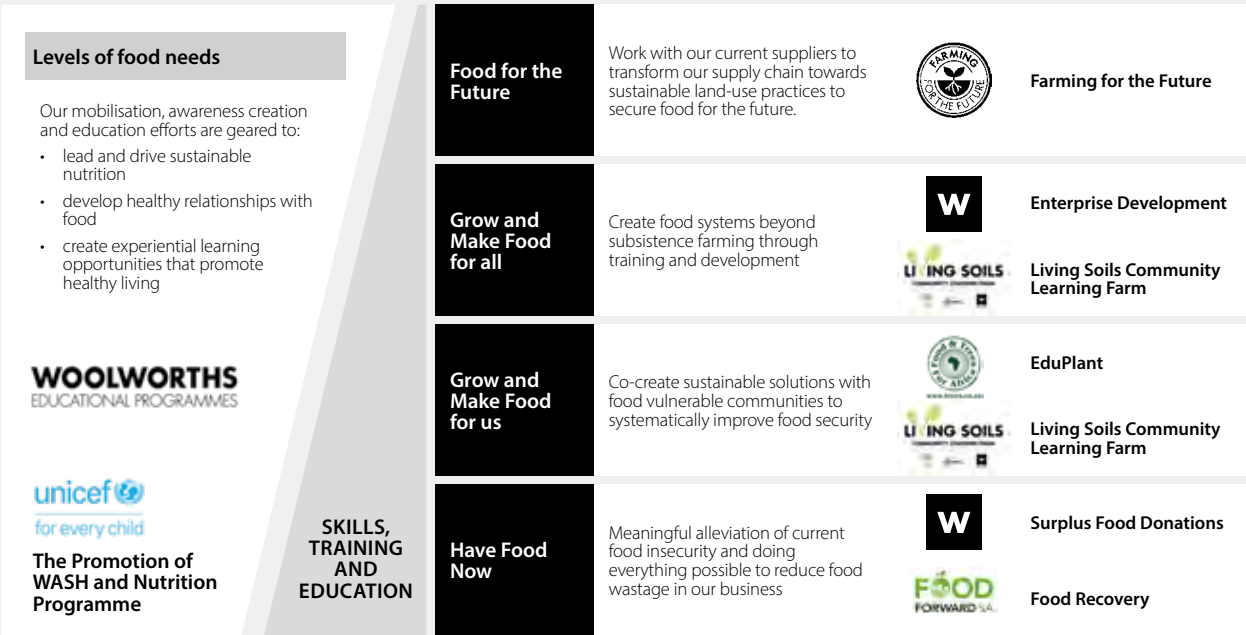 Levels of food needs
Our mobilisation, awareness creation
and education efforts are geared to:
• lead and drive sustainable
nutrition
• develop healthy relationships with
food
• create experiential learning
opportunities that promote
healthy living
WOOLWORTHS
EDUCATIONAL PROGRAMMES
unicef
for every child
The Promotion of
WASH and Nutrition
Programme
SKILLS,
TRAINING
AND
EDUCATION
Food for the
Future
Work with our current suppliers to
transform our supply chain towards
sustainable land-use practices to
secure food for the future.
FARMING
FOR THE FUTURE
Farming for the Future
Grow and
Make Food
for all
Create food systems beyond
subsistence farming through
training and development
W
Enterprise Development
LIVING SOILS
Living Soils Community
Learning Farm
Grow and
Make Food
for us
Co-create sustainable solutions with
food vulnerable communities to
systematically improve food security
Food & Trees
For Africa
EduPlant
LIVING SOILS
Living Soils Community
Learning Farm
Have Food
Now
Meaningful alleviation of current
food insecurity and doing
everything possible to reduce food
wastage in our business
W
Surplus Food Donations
FOOD
FORWARD SA
Food Recovery